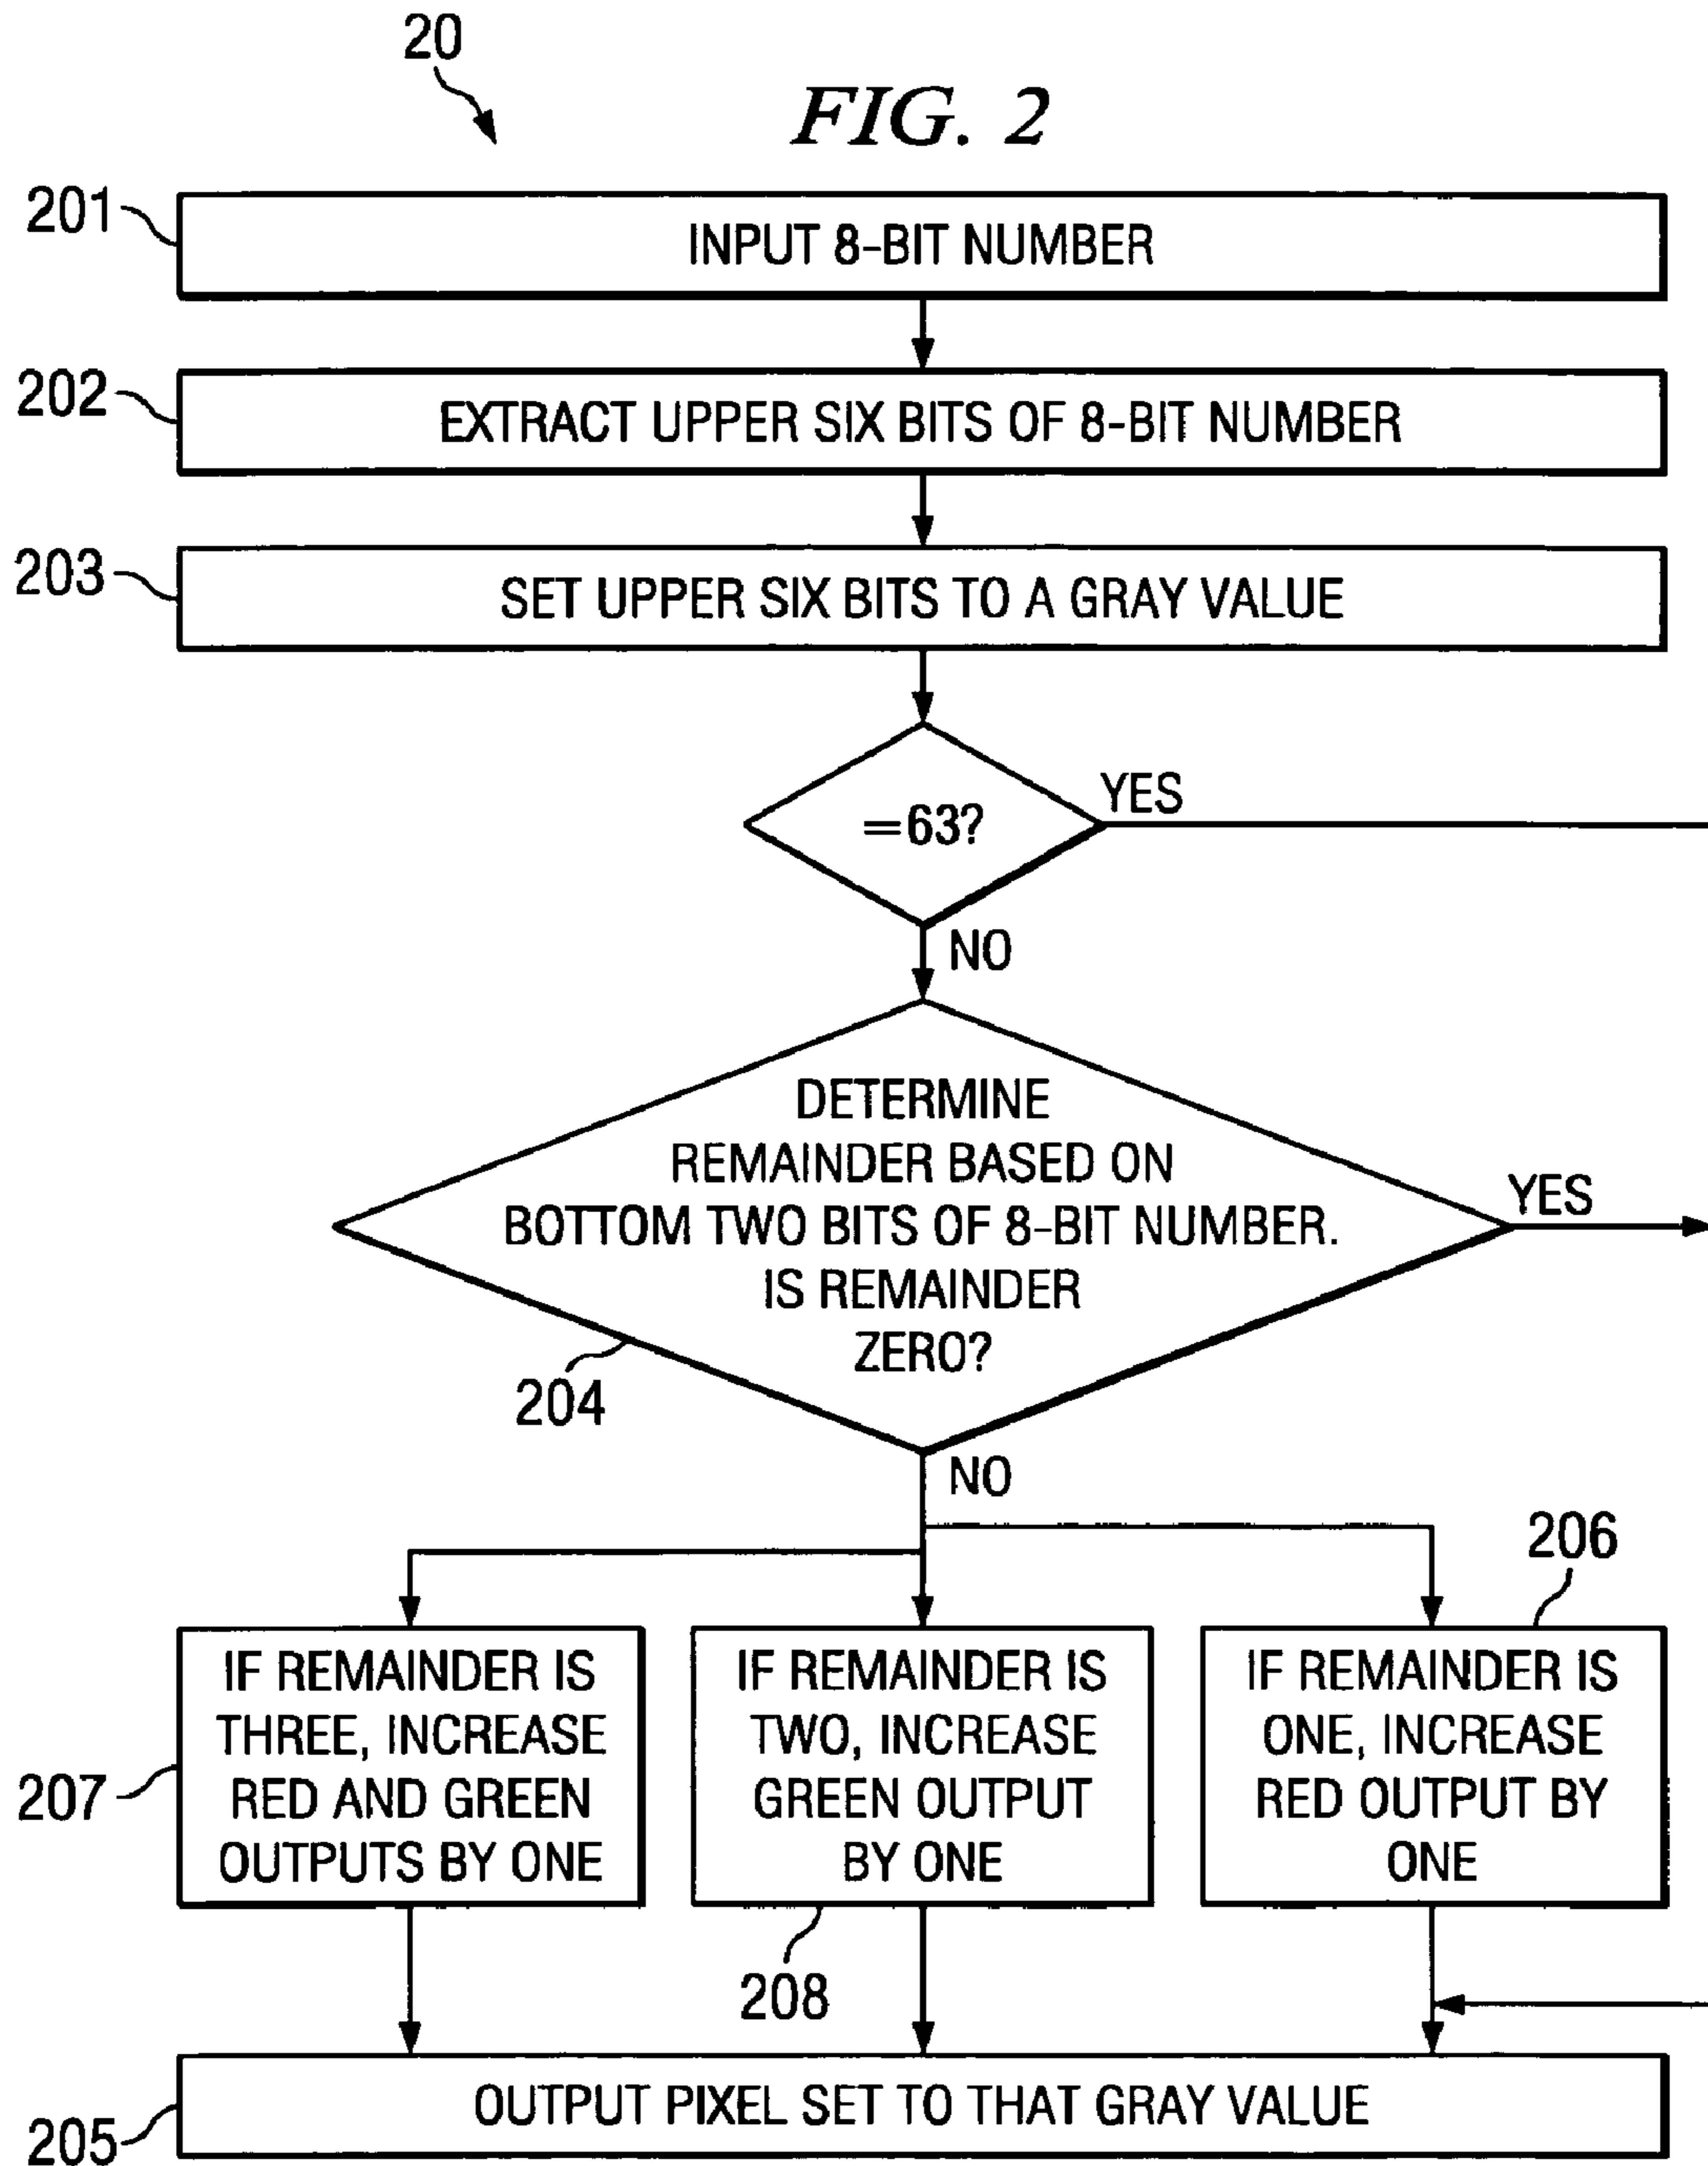 20
FIG. 2
201
INPUT 8-BIT NUMBER
202
EXTRACT UPPER SIX BITS OF 8-BIT NUMBER
203
SET UPPER SIX BITS TO A GRAY VALUE
=63?
YES
NO
DETERMINE
REMAINDER BASED ON
BOTTOM TWO BITS OF 8-BIT NUMBER.
IS REMAINDER
ZERO?
YES
204
NO
206
207
IF REMAINDER IS
THREE, INCREASE
RED AND GREEN
OUTPUTS BY ONE
IF REMAINDER IS
TWO, INCREASE
GREEN OUTPUT
BY ONE
208
IF REMAINDER IS
ONE, INCREASE
RED OUTPUT BY
ONE
205
OUTPUT PIXEL SET TO THAT GRAY VALUE